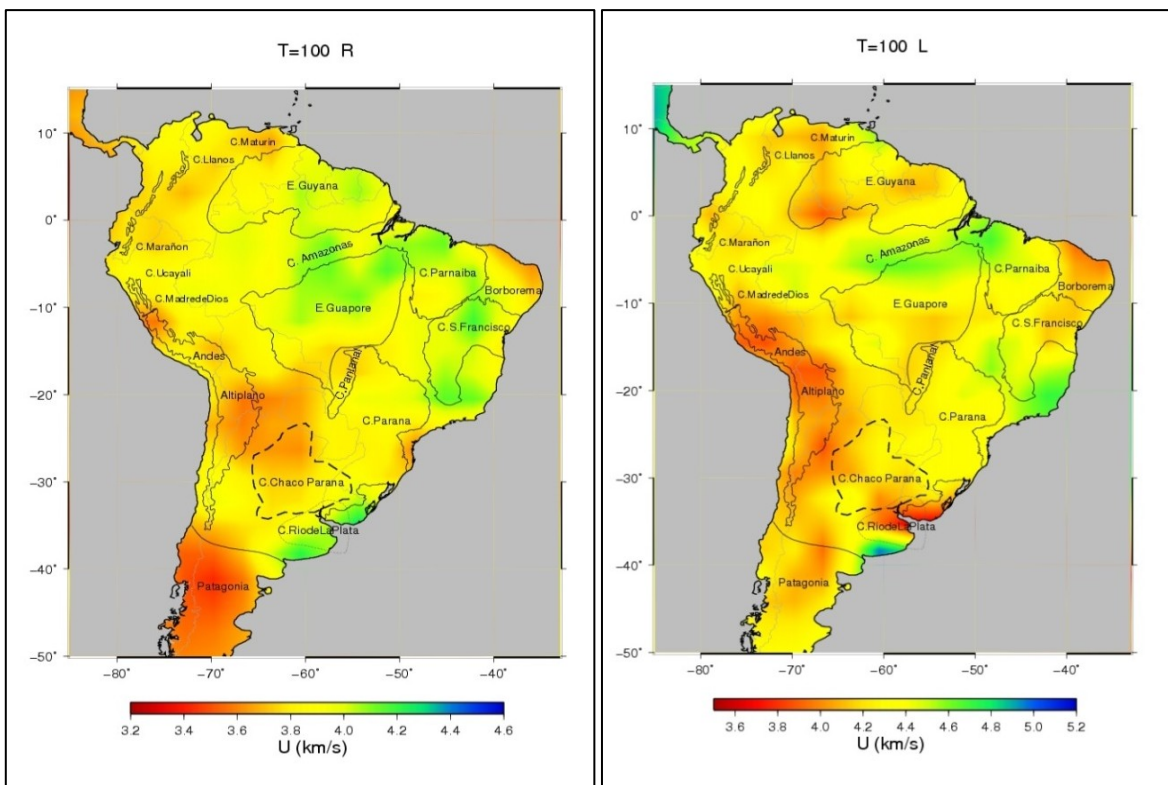 T=100 R
10°
0°
−10°
−20°
−30°
−40°
−50°
C.Maturin
C.Llanos
E.Guyana
C.Marañon
C. Amazonas
C.Ucayali
C.Parnaiba
C.MadredeDios
Borborema
E.Guapore
C.S.Francisco
Andes
C.Pantanal
Altiplano
C.Parana
C.Chaco Parana
C.RiodeLaPlata
Patagonia
−80° −70° −60° −50° −40°
3.2 3.4 3.6 3.8 4.0 4.2 4.4 4.6
U (km/s)
T=100 L
10°
0°
−10°
−20°
−30°
−40°
−50°
C.Maturin
C.Llanos
E.Guyana
C.Marañon
C. Amazonas
C.Ucayali
C.Parnaiba
C.MadredeDios
Borborema
E.Guapore
C.S.Francisco
Andes
C.Pantanal
Altiplano
C.Parana
C.Chaco Parana
C.RiodeLaPlata
Patagonia
−80° −70° −60° −50° −40°
3.6 3.8 4.0 4.2 4.4 4.6 4.8 5.0 5.2
U (km/s)